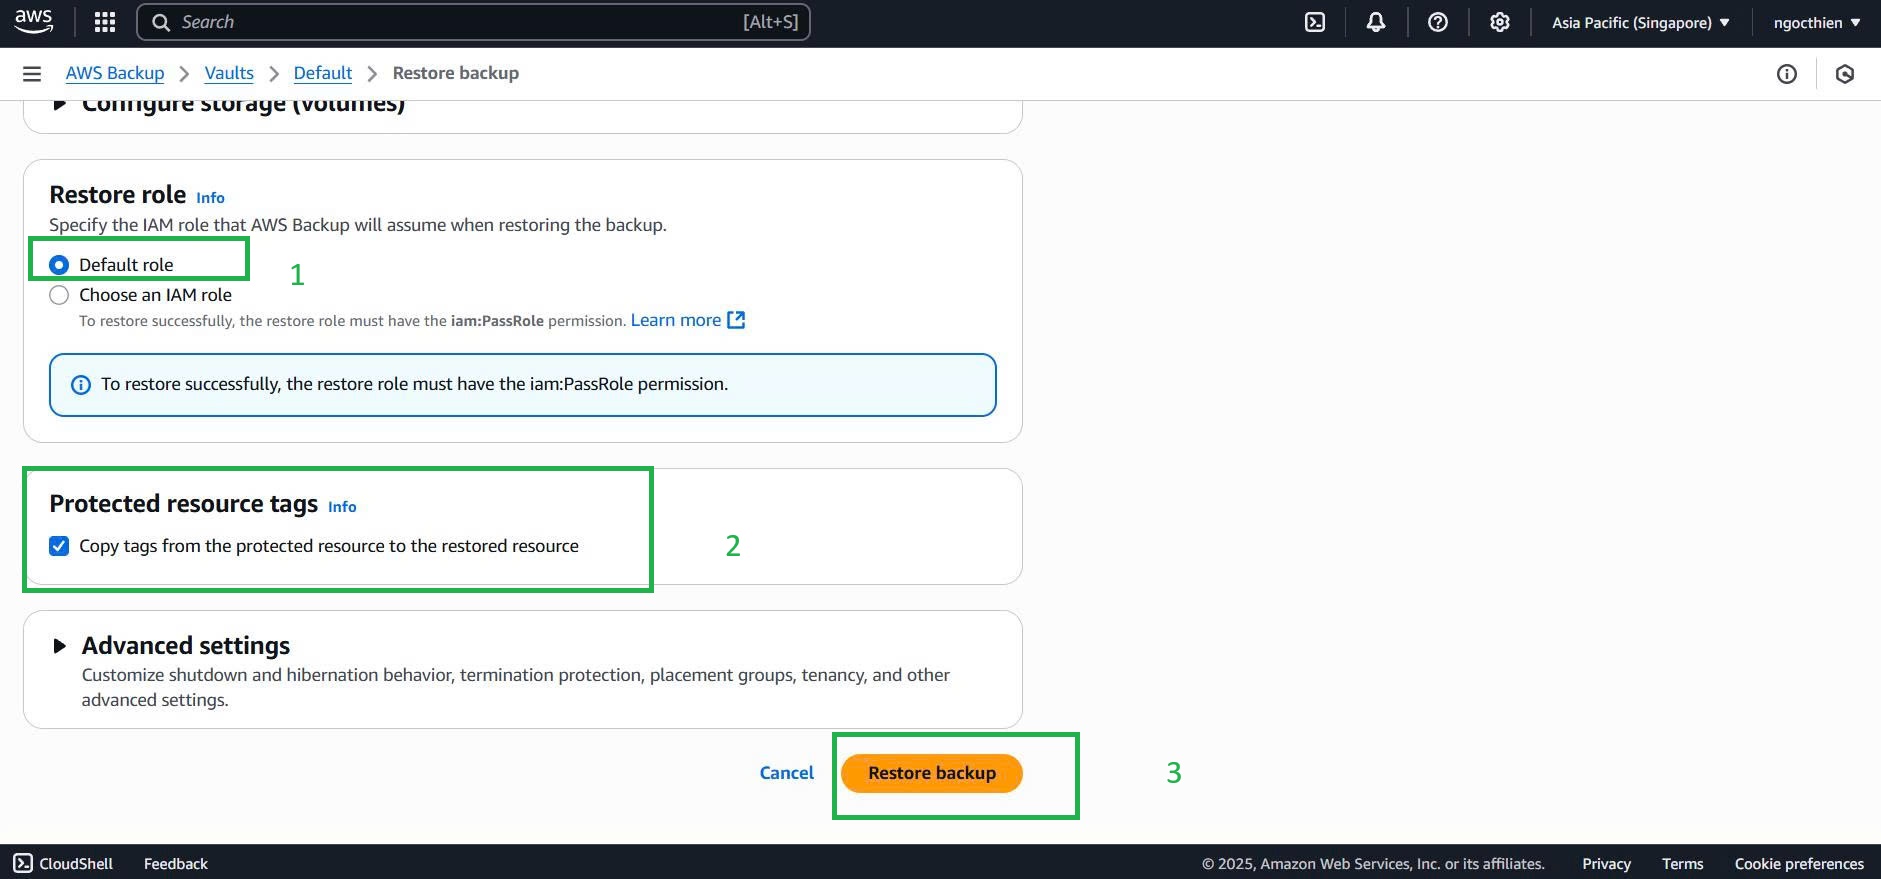 aws
Search
[Alt+S]
Asia Pacific (Singapore)
ngocthien
AWS Backup
Vaults
Default
Restore backup
Configure storage (volumes)
Restore role Info
Specify the IAM role that AWS Backup will assume when restoring the backup.
Default role
1
Choose an IAM role
To restore successfully, the restore role must have the iam:PassRole permission. Learn more
To restore successfully, the restore role must have the iam:PassRole permission.
Protected resource tags Info
Copy tags from the protected resource to the restored resource
2
Advanced settings
Customize shutdown and hibernation behavior, termination protection, placement groups, tenancy, and other
advanced settings.
Cancel
Restore backup
3
CloudShell
Feedback
© 2025, Amazon Web Services, Inc. or its affiliates.
Privacy
Terms
Cookie preferences